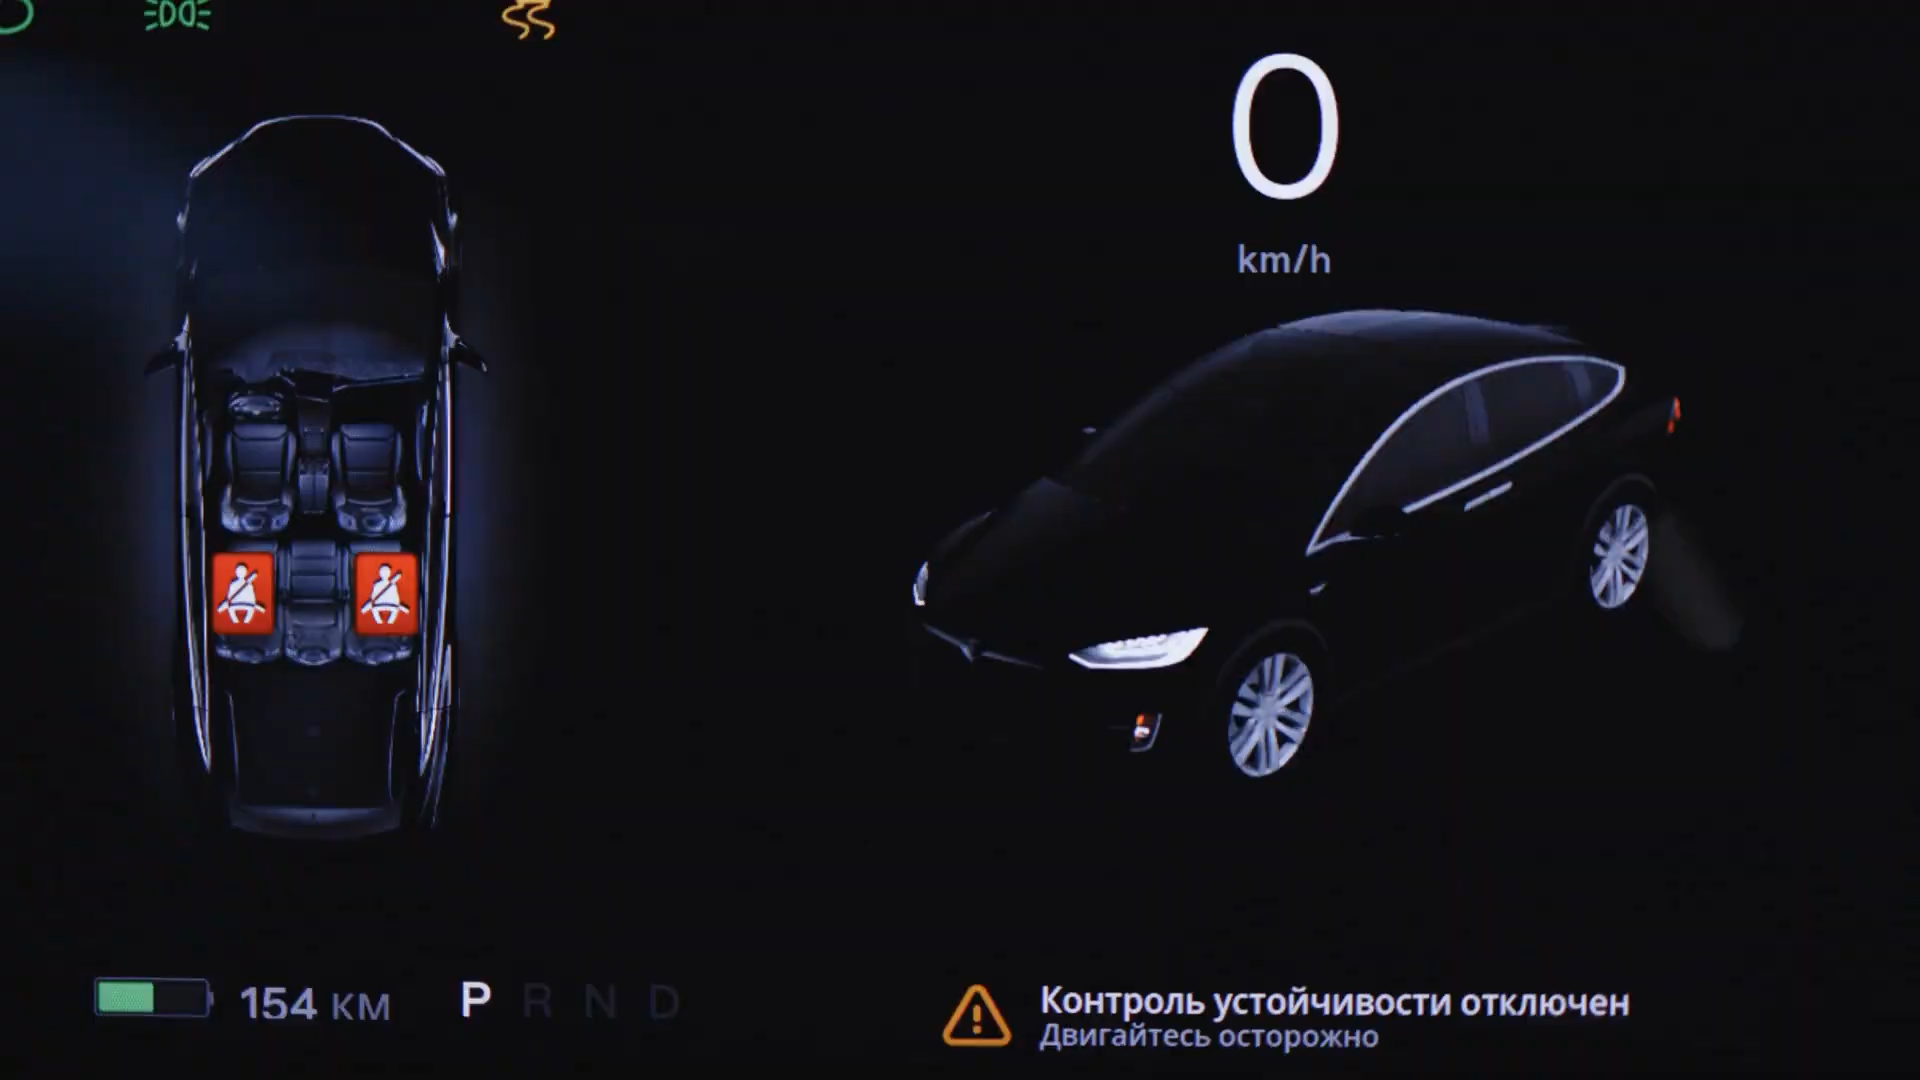 0
km/h
154 км
P R N D
Контроль устойчивости отключен
Двигайтесь осторожно